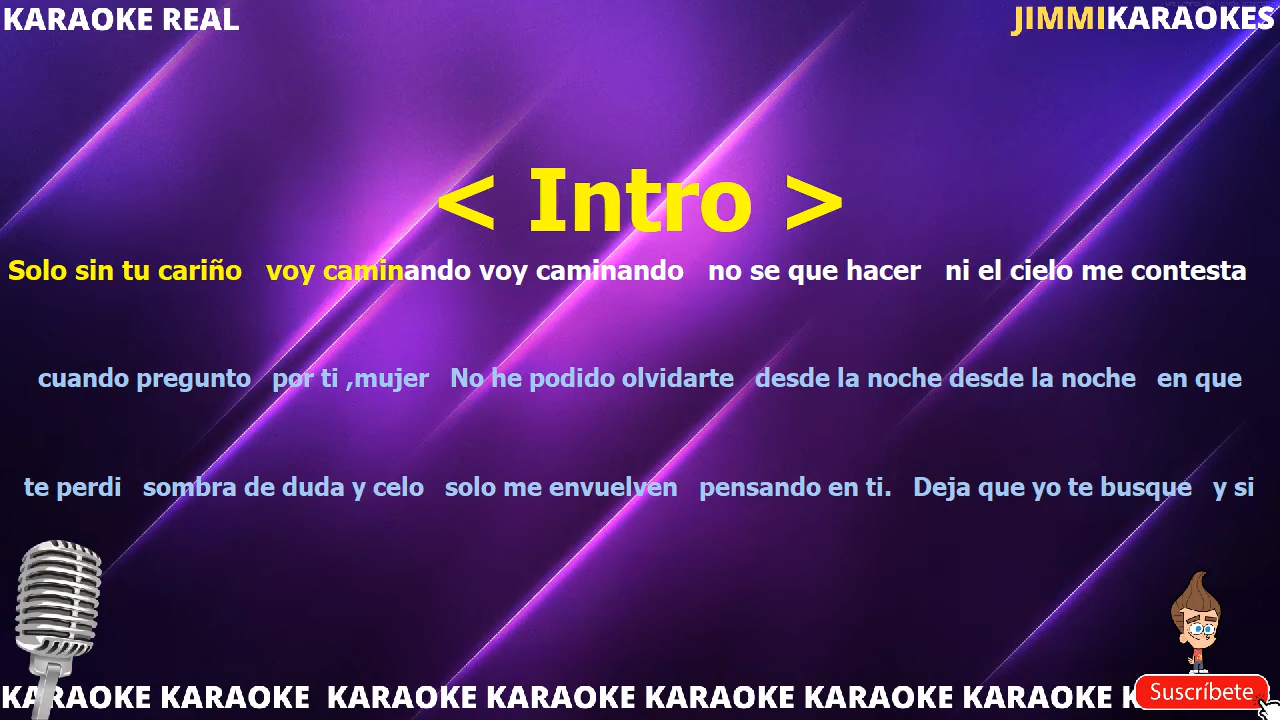 KARAOKE REAL
JIMMIKARAOKES
< Intro >
Solo sin tu cariño   voy caminando voy caminando   no se que hacer   ni el cielo me contesta
cuando pregunto   por ti ,mujer   No he podido olvidarte   desde la noche desde la noche   en que
te perdi   sombra de duda y celo   solo me envuelven   pensando en ti.   Deja que yo te busque   y si
KARAOKE KARAOKE  KARAOKE KARAOKE KARAOKE KARAOKE KARAOKE
Suscríbete